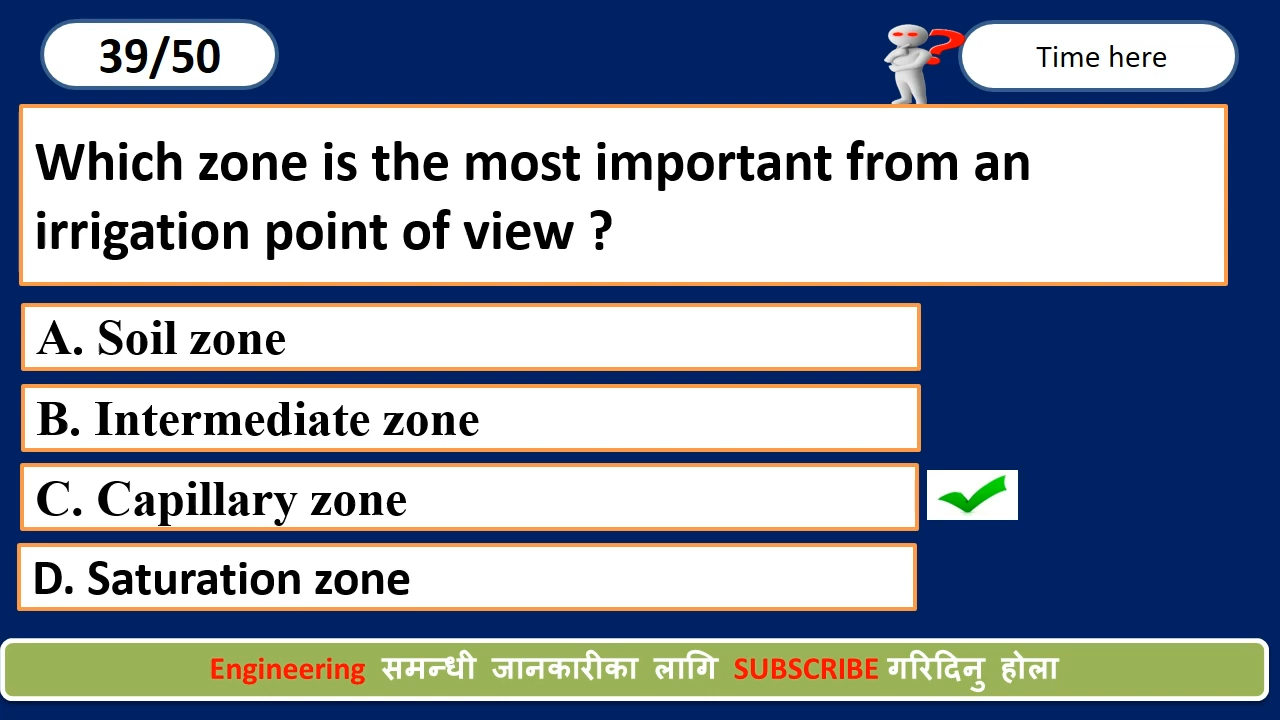 39/50
Time here
Which zone is the most important from an
irrigation point of view ?
A. Soil zone
B. Intermediate zone
C. Capillary zone
D. Saturation zone
Engineering समन्धी जानकारीका लागि SUBSCRIBE गरिदिनु होला